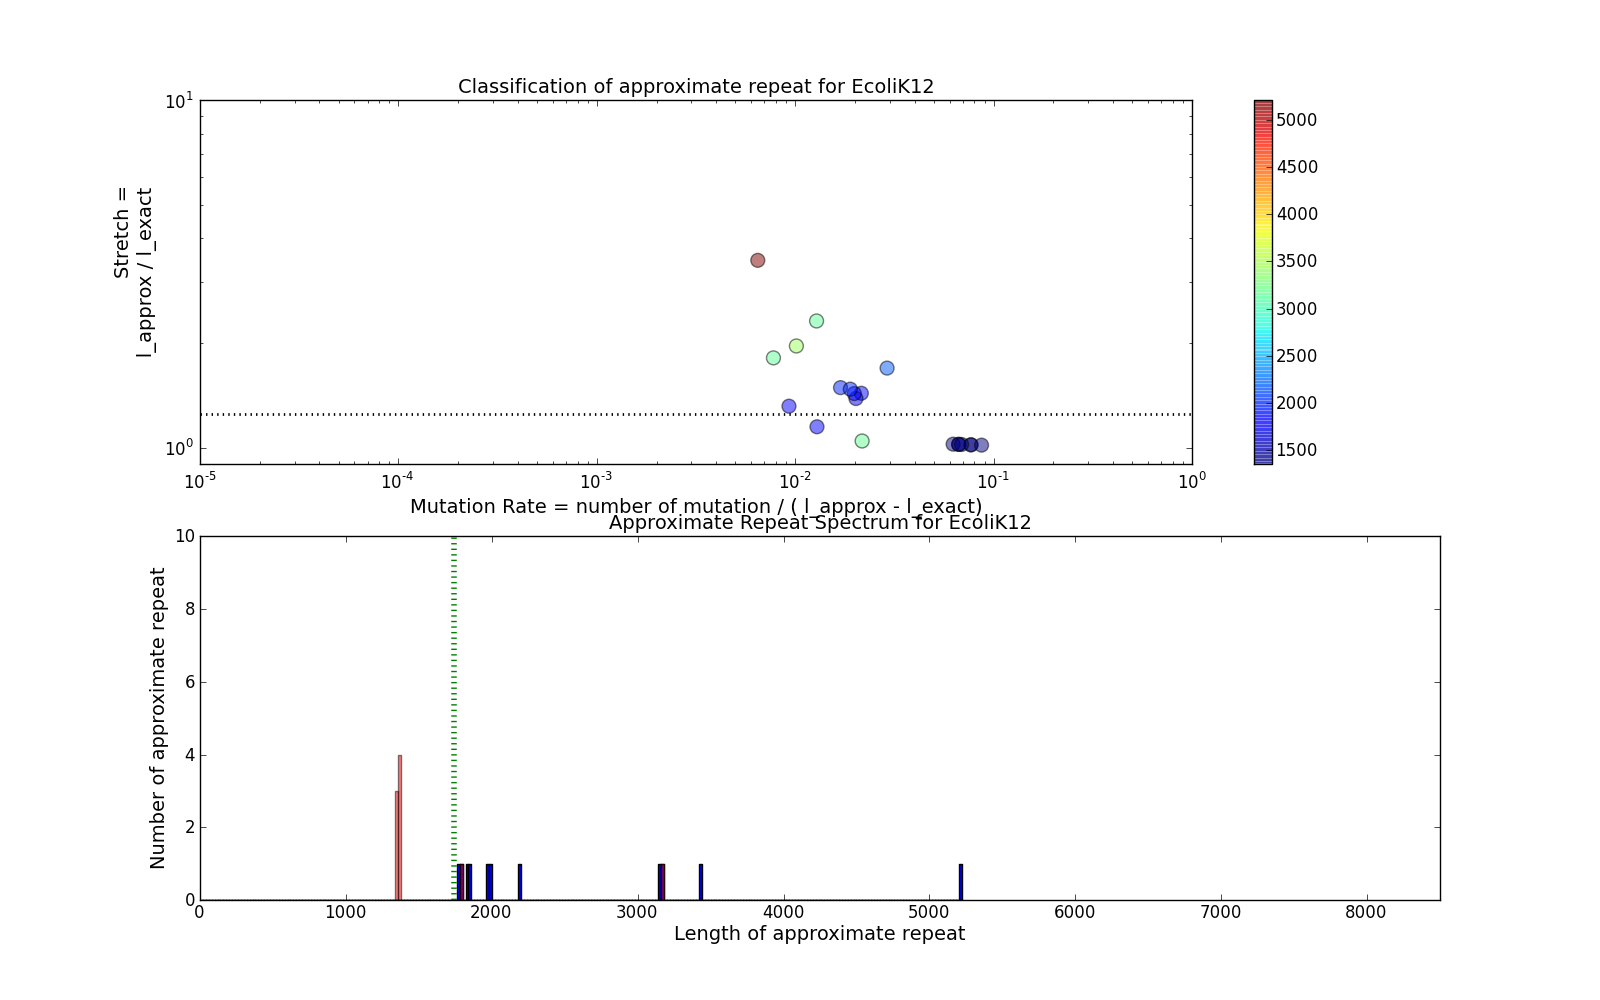 Classification of approximate repeat for EcoliK12
10^1
10^0
Stretch =
l_approx / l_exact
10^-5 10^-4 10^-3 10^-2 10^-1 10^0
Mutation Rate = number of mutation / ( l_approx - l_exact)
5000
4500
4000
3500
3000
2500
2000
1500
Approximate Repeat Spectrum for EcoliK12
10
8
6
4
2
0
Number of approximate repeat
0 1000 2000 3000 4000 5000 6000 7000 8000
Length of approximate repeat